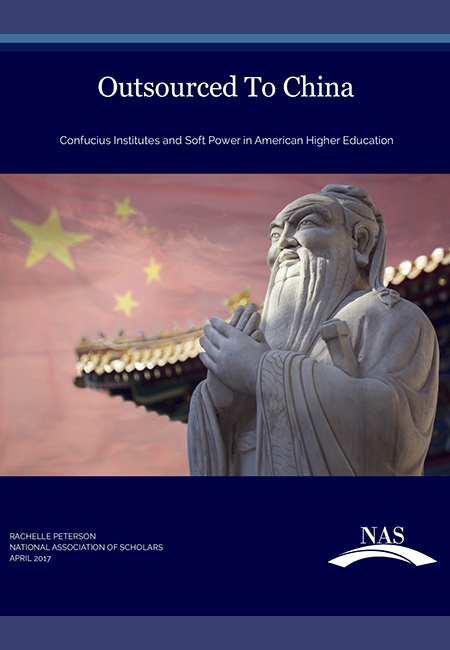 Outsourced To China
Confucius Institutes and Soft Power in American Higher Education
RACHELLE PETERSON
NATIONAL ASSOCIATION OF SCHOLARS
APRIL 2017
NAS